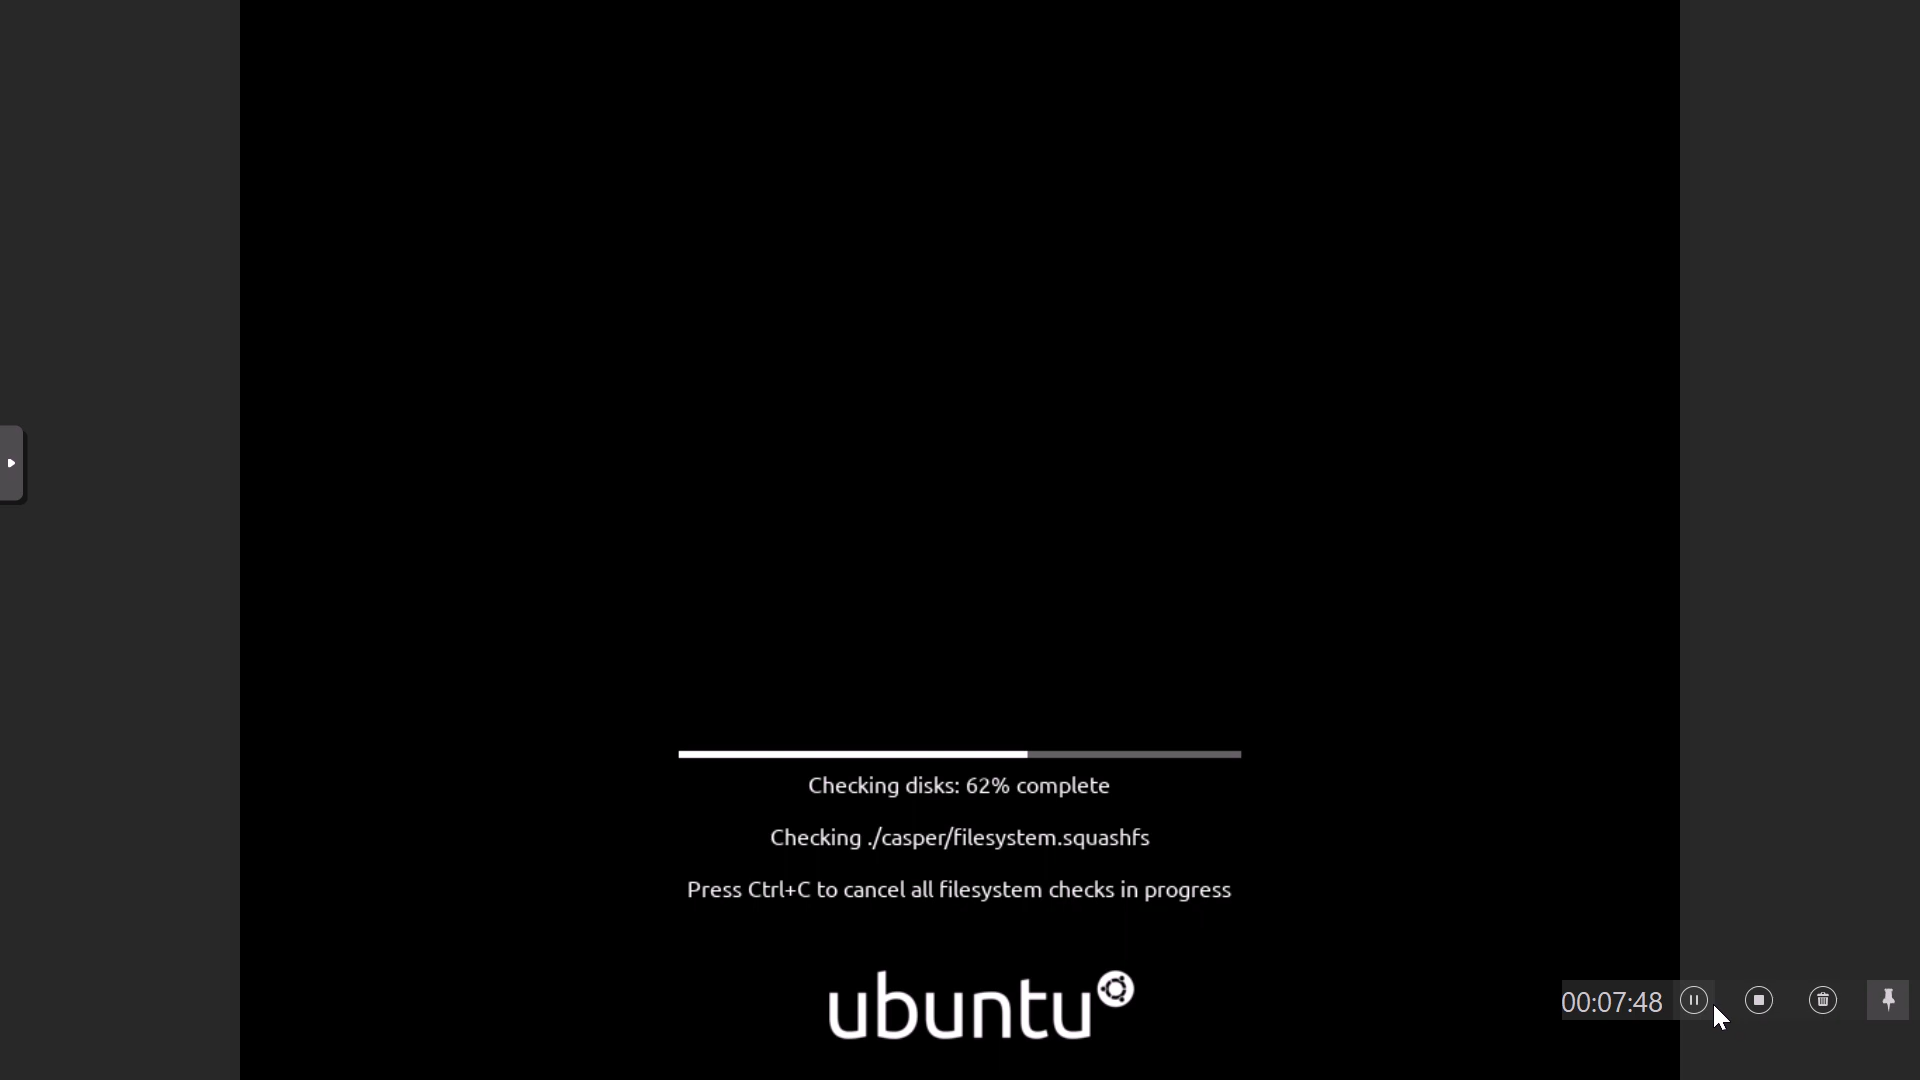 Checking disks: 62% complete
Checking ./casper/filesystem.squashfs
Press Ctrl+C to cancel all filesystem checks in progress
ubuntu
00:07:48